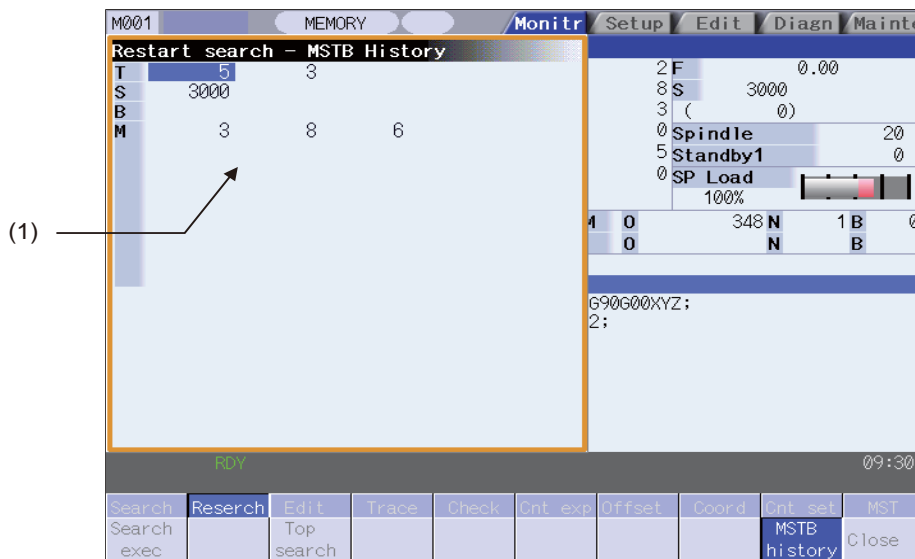 M001 MEMORY Monitr Setup Edit Diagn Mainte
Restart search - MSTB History
T 5 3
S 3000
B
M 3 8 6
(1)
2 F 0.00
8 S 3000
3 ( 0)
0 Spindle 20
5 Standby1 0
0 SP Load
100%
M O 348 N 1 B 0
O N B
G90G00XYZ;
2;
RDY 09:30
Search Reserch Edit Trace Check Cnt exp Offset Coord Cnt set MST
Search exec Top search MSTB history Close